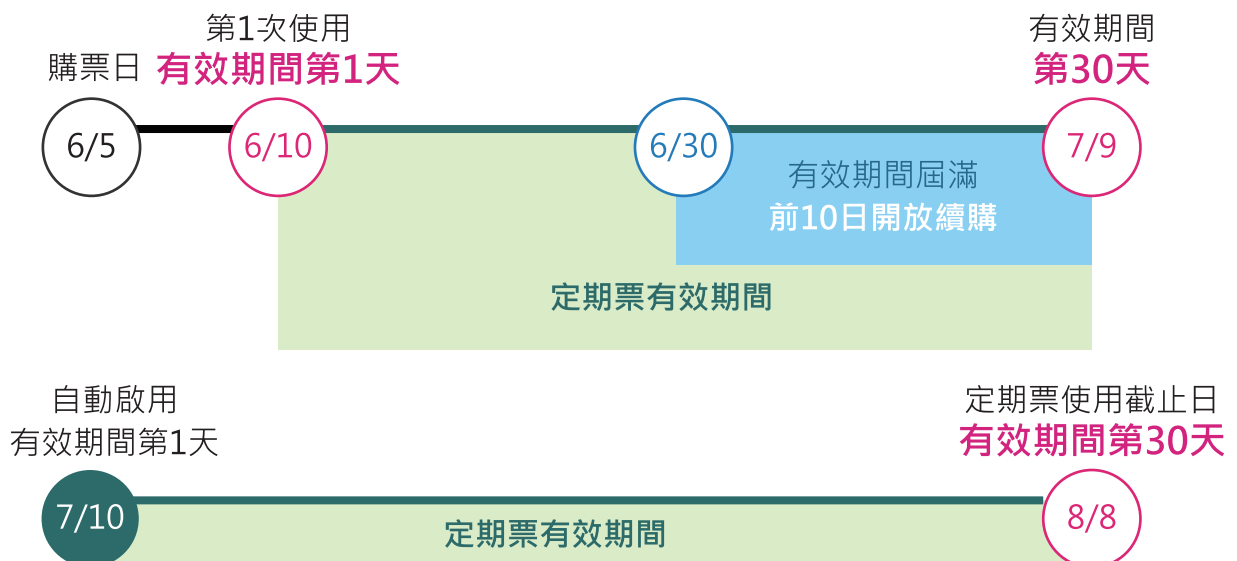 購票日
第1次使用
有效期間第1天
有效期間
第30天
6/5
6/10
6/30
7/9
有效期間屆滿
前10日開放續購
定期票有效期間
自動啟用
有效期間第1天
定期票使用截止日
有效期間第30天
7/10
8/8
定期票有效期間